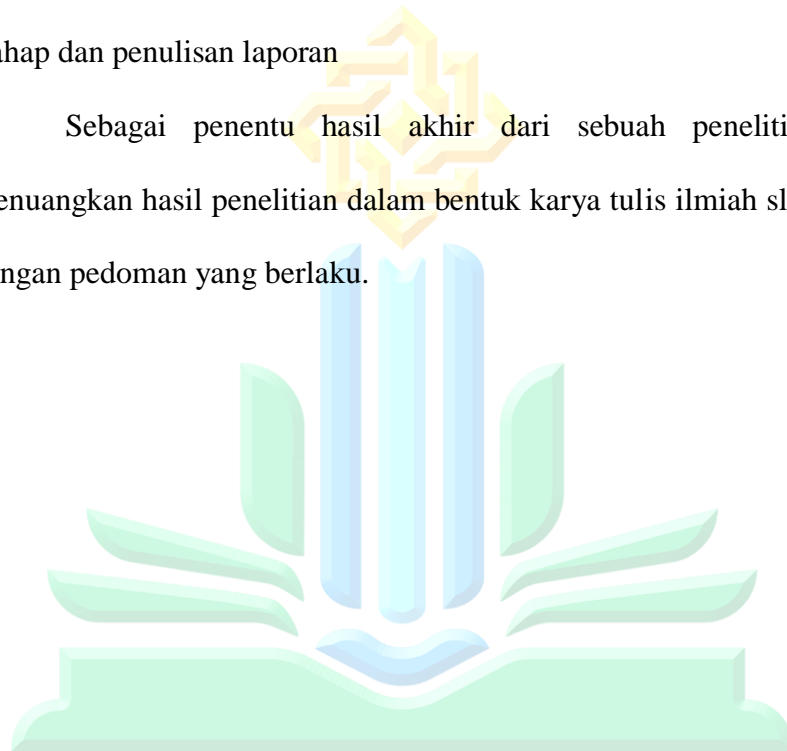 ahap dan penulisan laporan
Sebagai penentu hasil akhir dari sebuah peneliti
enuangkan hasil penelitian dalam bentuk karya tulis ilmiah sl
ngan pedoman yang berlaku.